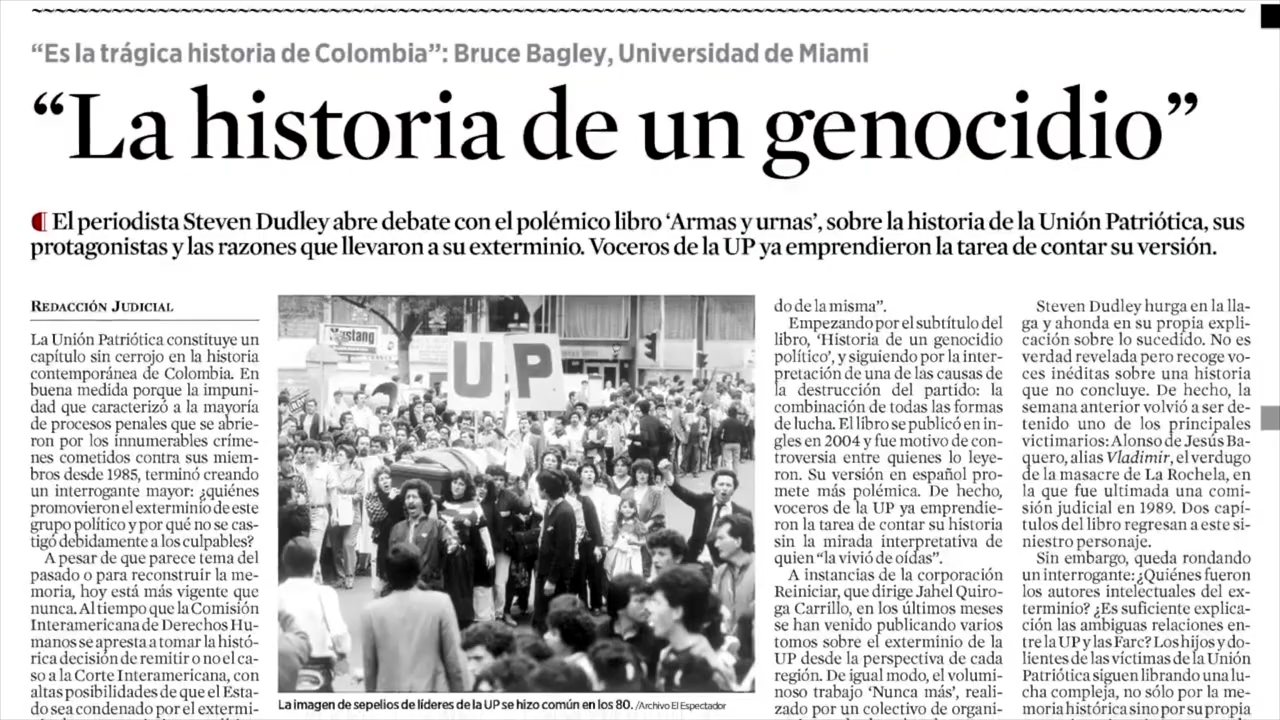 “Es la trágica historia de Colombia”: Bruce Bagley, Universidad de Miami
“La historia de un genocidio”
El periodista Steven Dudley abre debate con el polémico libro ‘Armas y urnas’, sobre la historia de la Unión Patriótica, sus
protagonistas y las razones que llevaron a su exterminio. Voceros de la UP ya emprendieron la tarea de contar su versión.
REDACCIÓN JUDICIAL
La Unión Patriótica constituye un
capítulo sin cerrojo en la historia
contemporánea de Colombia. En
buena medida porque la impuni-
dad que caracterizó a la mayoría
de procesos penales que se abrie-
ron por los innumerables críme-
nes cometidos contra sus miem-
bros desde 1985, terminó creando
un interrogante mayor: ¿quiénes
promovieron el exterminio de este
grupo político y por qué no se cas-
tigó debidamente a los culpables?
A pesar de que parece tema del
pasado o para reconstruir la me-
moria, hoy está más vigente que
nunca. Al tiempo que la Comisión
Interamericana de Derechos Hu-
manos se apresta a tomar la histó-
rica decisión de remitir o no el ca-
so a la Corte Interamericana, con
altas posibilidades de que el Esta-
do sea condenado por el extermi-
Mustang
UP
La imagen de sepelios de líderes de la UP se hizo común en los 80. /Archivo El Espectador
do de la misma”.
Empezando por el subtítulo del
libro, ‘Historia de un genocidio
político’, y siguiendo por la inter-
pretación de una de las causas de
la destrucción del partido: la
combinación de todas las formas
de lucha. El libro se publicó en in-
gles en 2004 y fue motivo de con-
troversia entre quienes lo leye-
ron. Su versión en español pro-
mete más polémica. De hecho,
voceros de la UP ya emprendie-
ron la tarea de contar su historia
sin la mirada interpretativa de
quien “la vivió de oídas”.
A instancias de la corporación
Reiniciar, que dirige Jahel Quiro-
ga Carrillo, en los últimos meses
se han venido publicando varios
tomos sobre el exterminio de la
UP desde la perspectiva de cada
región. De igual modo, el volumi-
noso trabajo ‘Nunca más’, reali-
zado por un colectivo de organi-
Steven Dudley hurga en la lla-
ga y ahonda en su propia expli-
cación sobre lo sucedido. No es
verdad revelada pero recoge vo-
ces inéditas sobre una historia
que no concluye. De hecho, la
semana anterior volvió a ser de-
tenido uno de los principales
victimarios: Alonso de Jesús Ba-
quero, alias Vladimir, el verdugo
de la masacre de La Rochela, en
la que fue ultimada una comi-
sión judicial en 1989. Dos capí-
tulos del libro regresan a este si-
niestro personaje.
Sin embargo, queda rondando
un interrogante: ¿Quiénes fueron
los autores intelectuales del ex-
terminio? ¿Es suficiente explica-
ción las ambiguas relaciones en-
tre la UP y las Farc? Los hijos y do-
lientes de las víctimas de la Unión
Patriótica siguen librando una lu-
cha compleja, no sólo por la me-
moria histórica sino por su propia